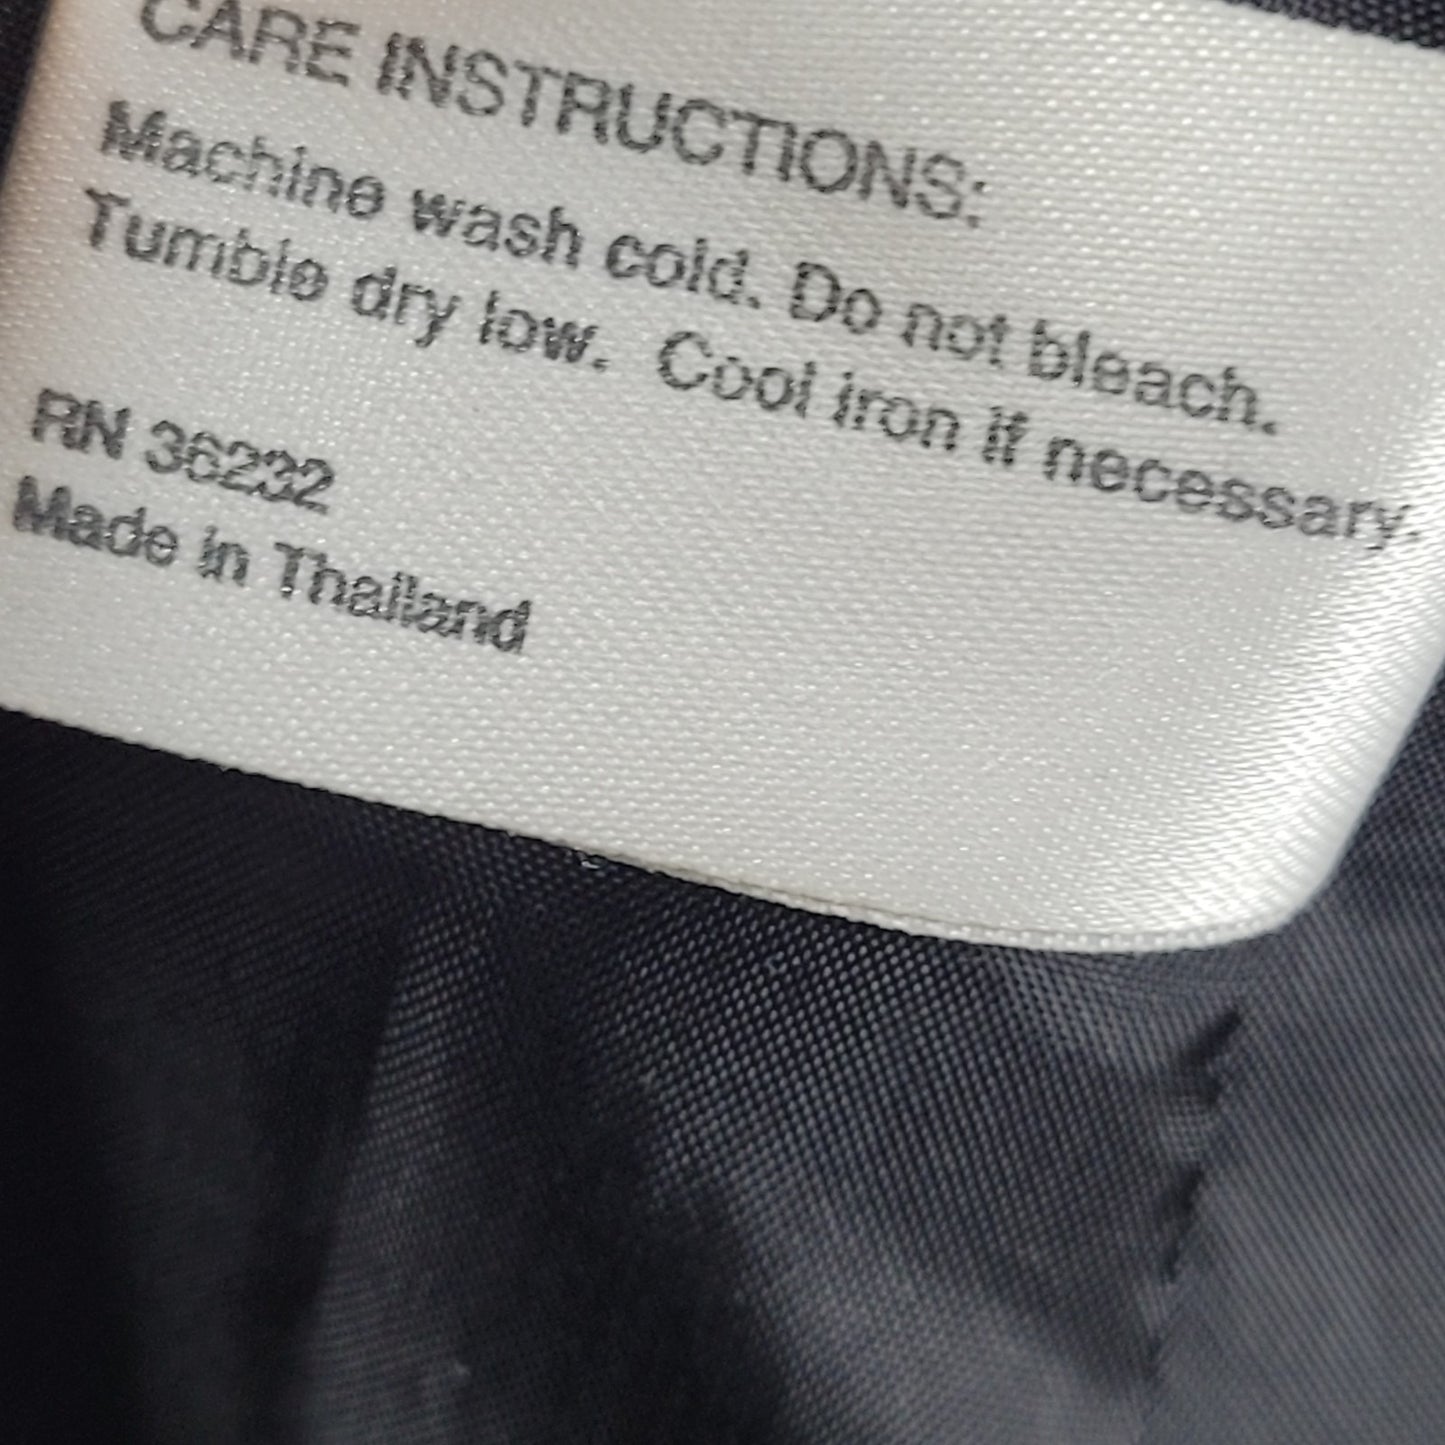 CARE INSTRUCTIONS:
Machine wash cold. Do not bleach.
Tumble dry low. Cool iron if necessary.
RN 36232
Made in Thailand